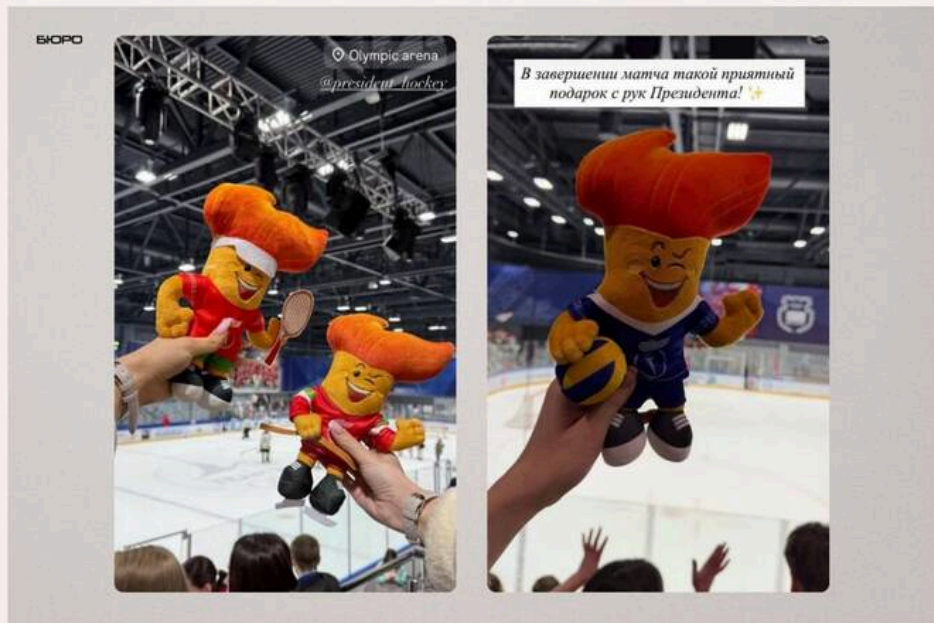 БЮРО
Olympic arena
@president_hockey
В завершении матча такой приятный
подарок с рук Президента! ✨